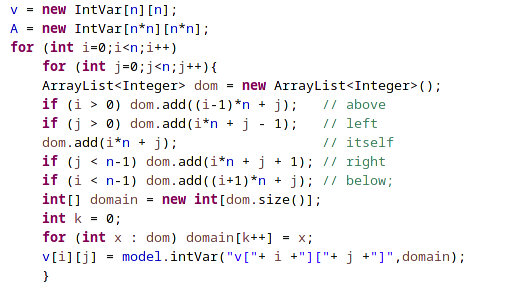 v = new IntVar[n][n];
A = new IntVar[n*n][n*n];
for (int i=0;i<n;i++)
    for (int j=0;j<n;j++){
    ArrayList<Integer> dom = new ArrayList<Integer>();
    if (i > 0) dom.add((i-1)*n + j);   // above
    if (j > 0) dom.add(i*n + j - 1);   // left
    dom.add(i*n + j);                  // itself
    if (j < n-1) dom.add(i*n + j + 1); // right
    if (i < n-1) dom.add((i+1)*n + j); // below;
    int[] domain = new int[dom.size()];
    int k = 0;
    for (int x : dom) domain[k++] = x;
    v[i][j] = model.intVar("v["+ i +"]["+ j +"]",domain);
    }